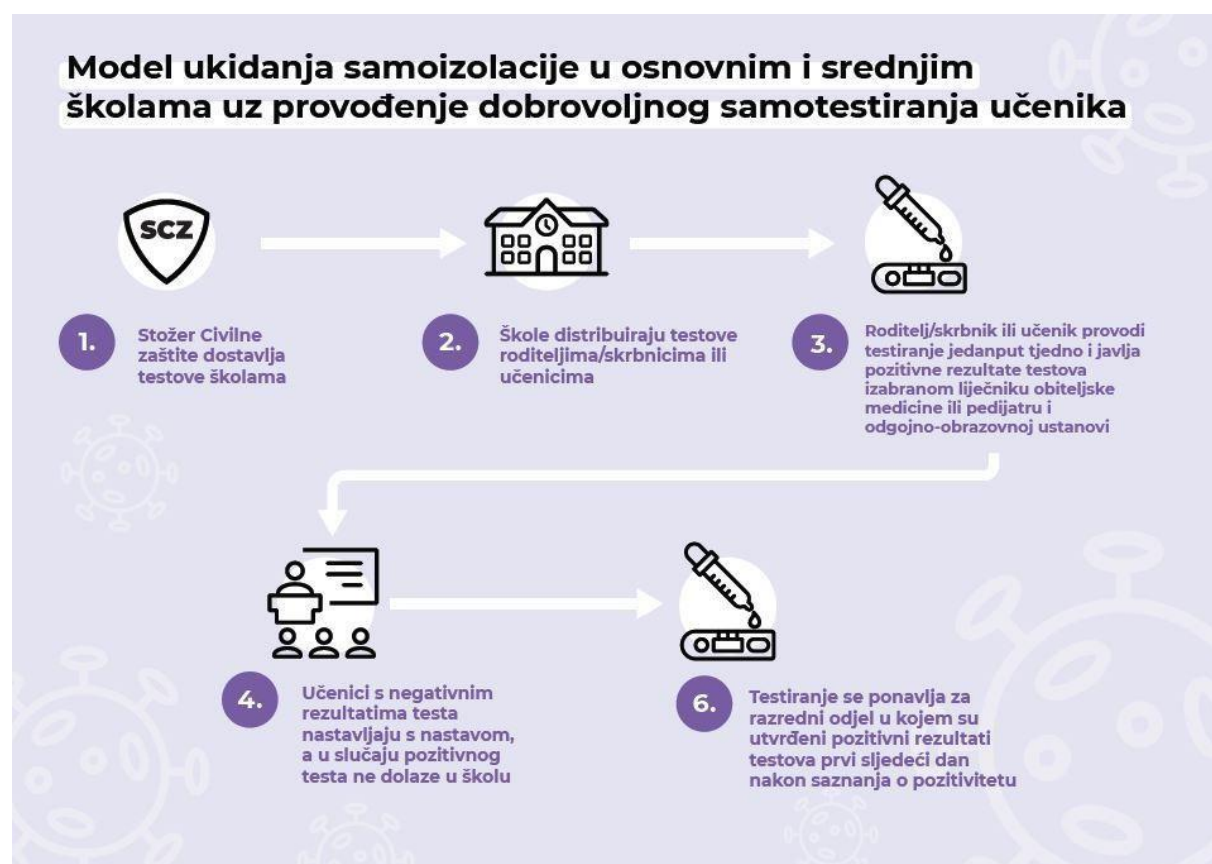 Model ukidanja samoizolacije u osnovnim i srednjim
školama uz provođenje dobrovoljnog samotestiranja učenika
SCZ
1.
Stožer Civilne
zaštite dostavlja
testove školama
2.
Škole distribuiraju testove
roditeljima/skrbnicima ili
učenicima
3.
Roditelj/skrbnik ili učenik provodi
testiranje jedanput tjedno i javlja
pozitivne rezultate testova
izabranom liječniku obiteljske
medicine ili pedijatru i
odgojno-obrazovnoj ustanovi
4.
Učenici s negativnim
rezultatima testa
nastavljaju s nastavom,
a u slučaju pozitivnog
testa ne dolaze u školu
6.
Testiranje se ponavlja za
razredni odjel u kojem su
utvrđeni pozitivni rezultati
testova prvi sljedeći dan
nakon saznanja o pozitivitetu